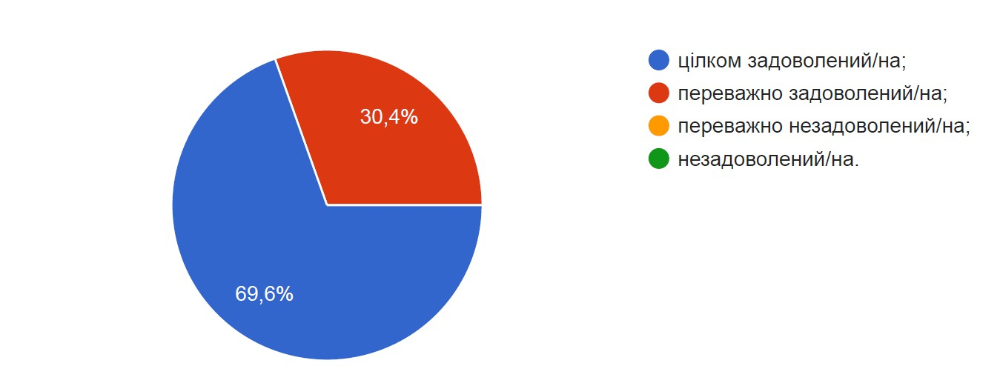 цілком задоволений/на;
переважно задоволений/на;
30,4%
переважно незадоволений/на;
незадоволений/на.
69,6%